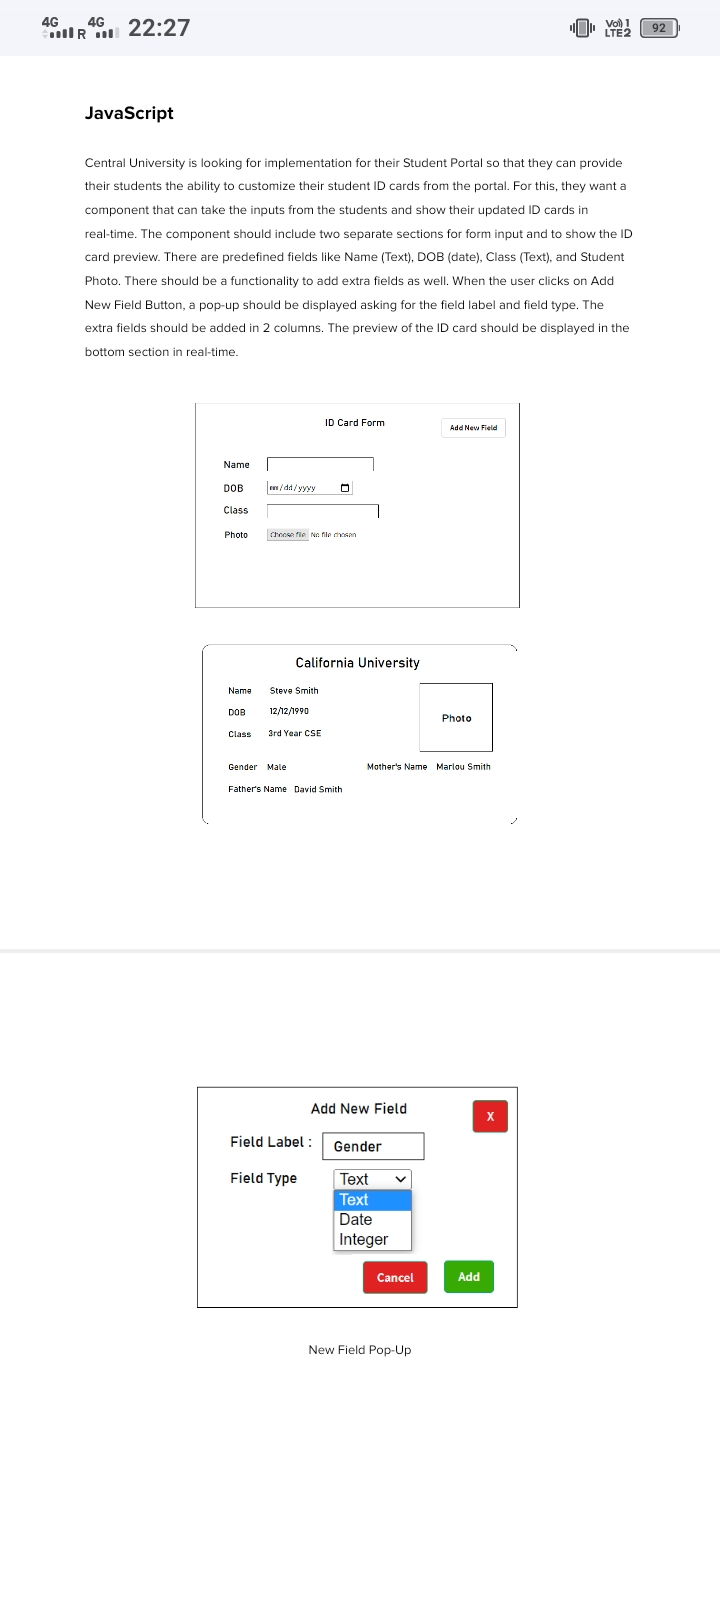 4G 4G R 22:27 Vo)) 1 LTE2 92
JavaScript
Central University is looking for implementation for their Student Portal so that they can provide
their students the ability to customize their student ID cards from the portal. For this, they want a
component that can take the inputs from the students and show their updated ID cards in
real-time. The component should include two separate sections for form input and to show the ID
card preview. There are predefined fields like Name (Text), DOB (date), Class (Text), and Student
Photo. There should be a functionality to add extra fields as well. When the user clicks on Add
New Field Button, a pop-up should be displayed asking for the field label and field type. The
extra fields should be added in 2 columns. The preview of the ID card should be displayed in the
bottom section in real-time.
ID Card Form
Add New Field
Name
DOB mm/dd/yyyy
Class
Photo Choose file No file chosen
California University
Name Steve Smith
DOB 12/12/1990
Class 3rd Year CSE
Photo
Gender Male Mother's Name Marlou Smith
Father's Name David Smith
Add New Field
X
Field Label : Gender
Field Type Text
Text
Date
Integer
Cancel Add
New Field Pop-Up